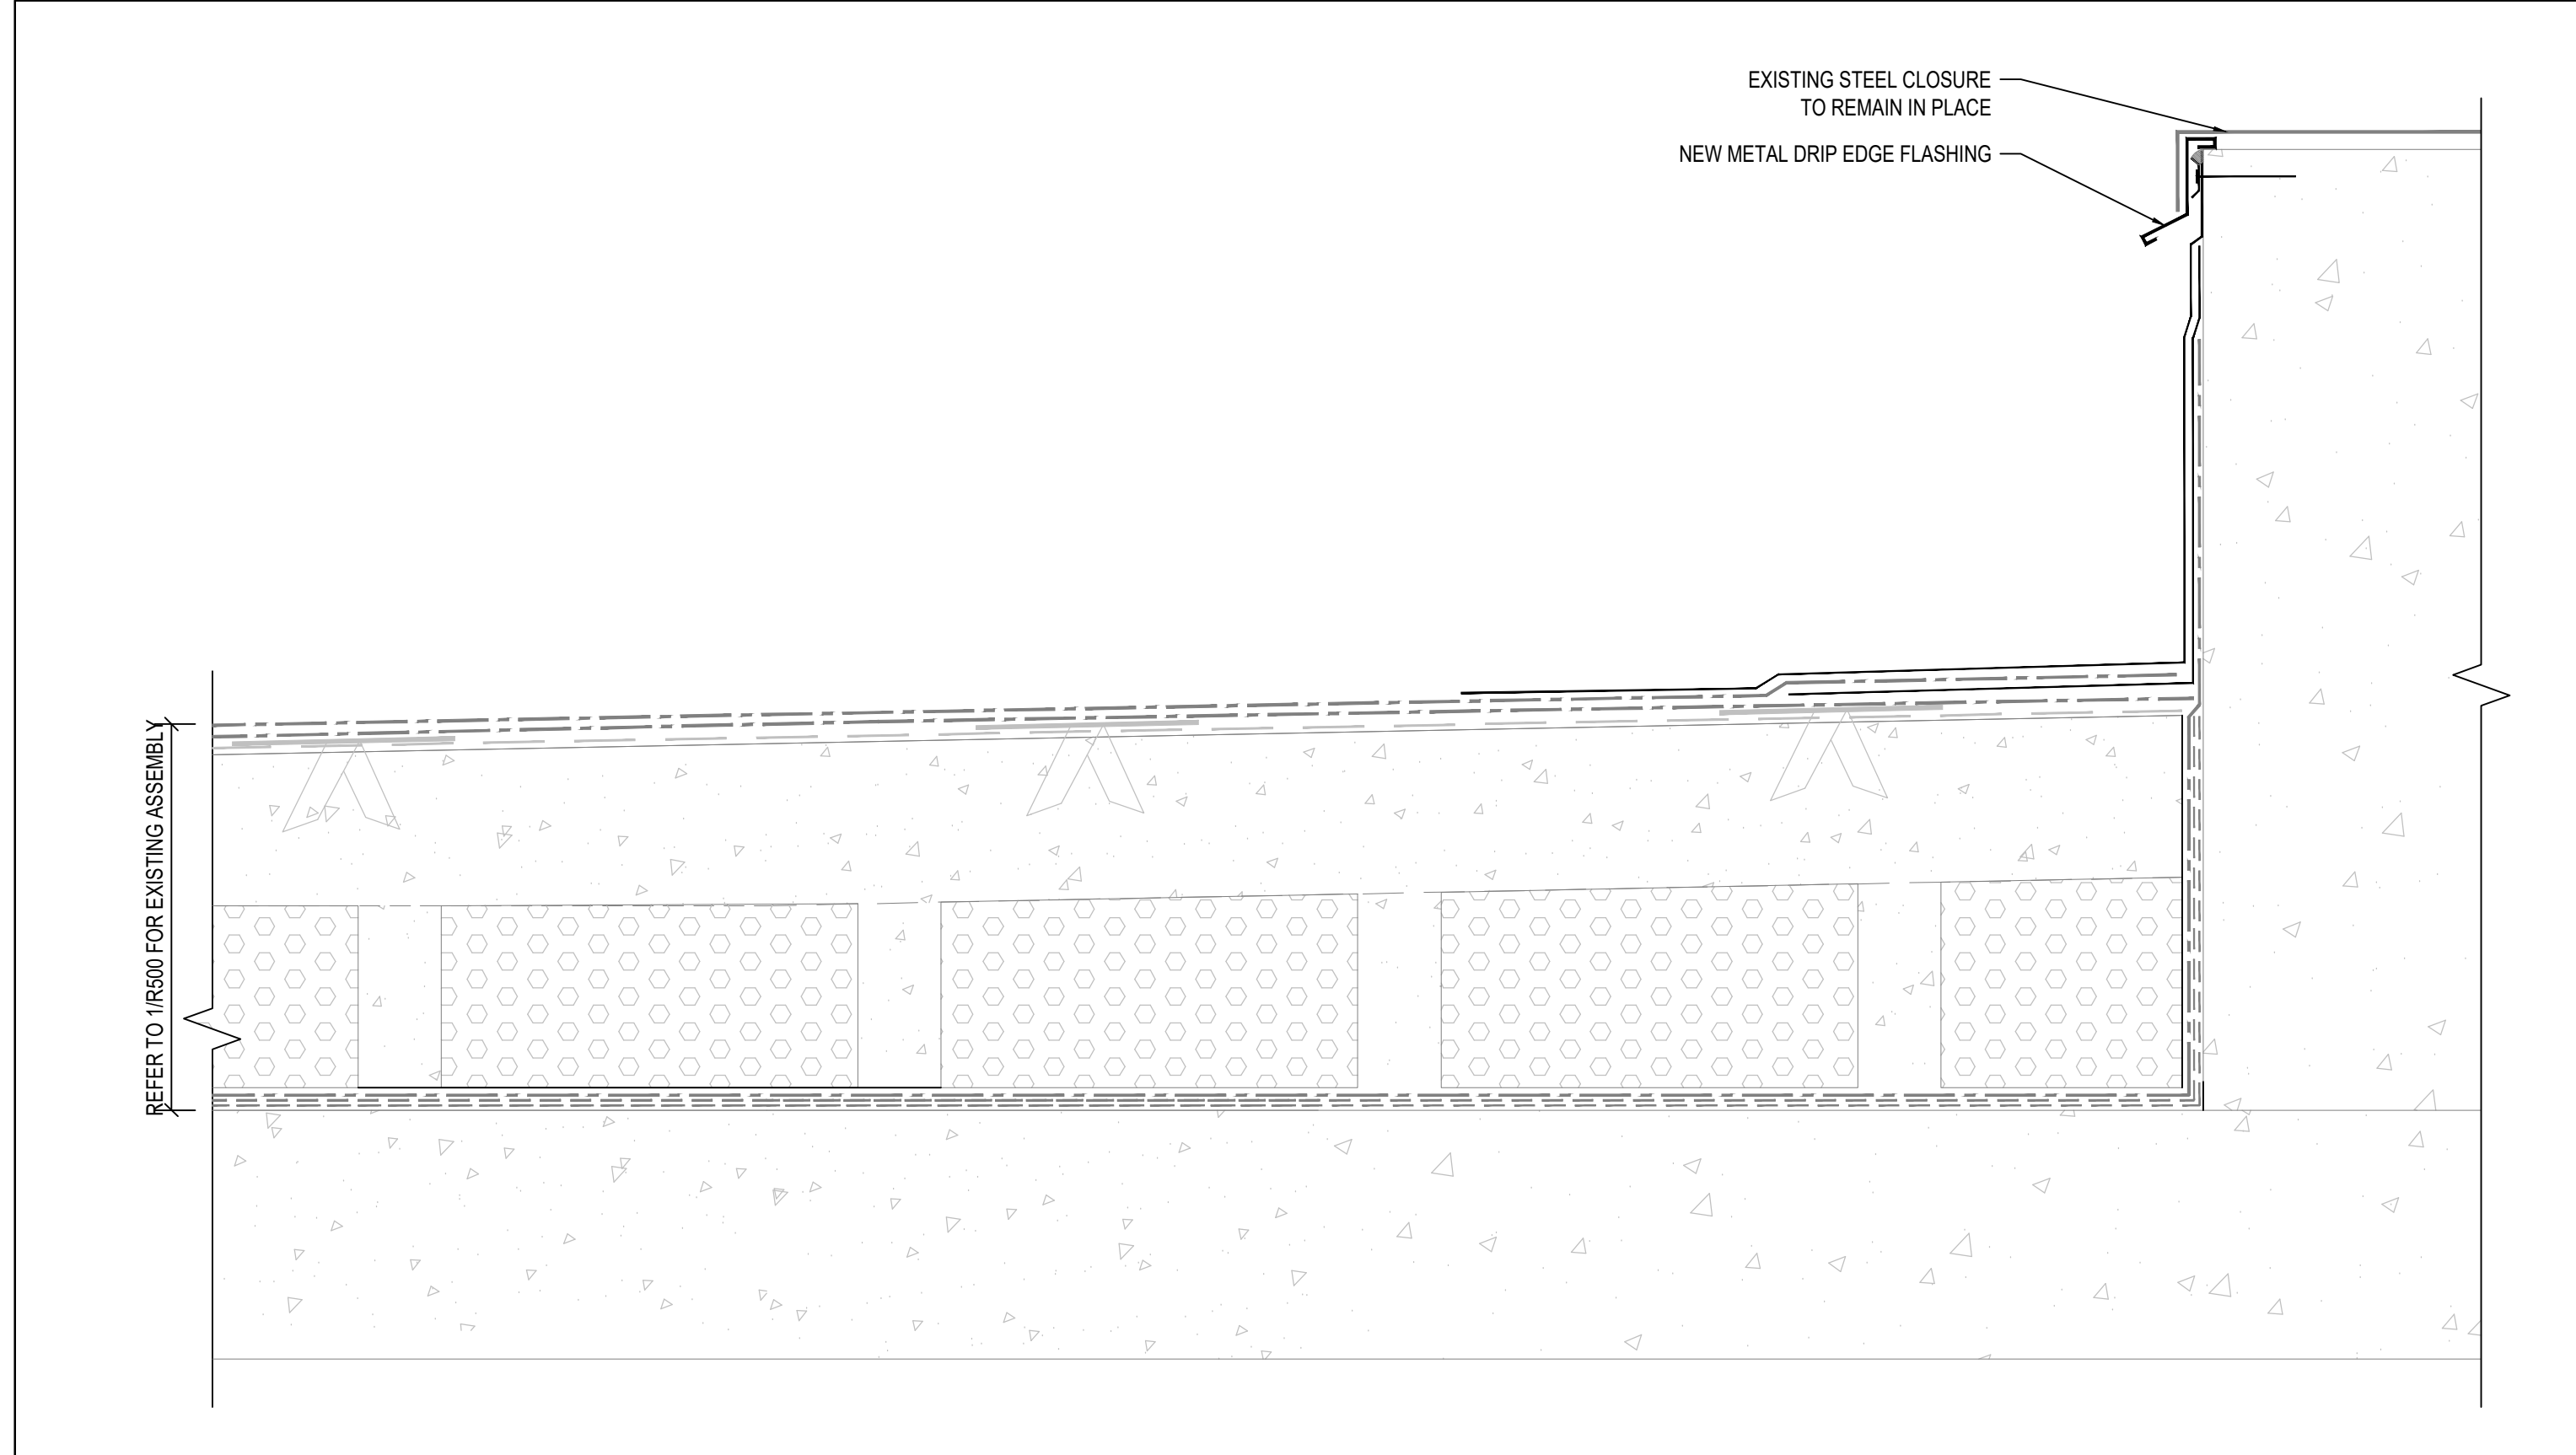 EXISTING STEEL CLOSURE
TO REMAIN IN PLACE
NEW METAL DRIP EDGE FLASHING
REFER TO 1/R500 FOR EXISTING ASSEMBLY